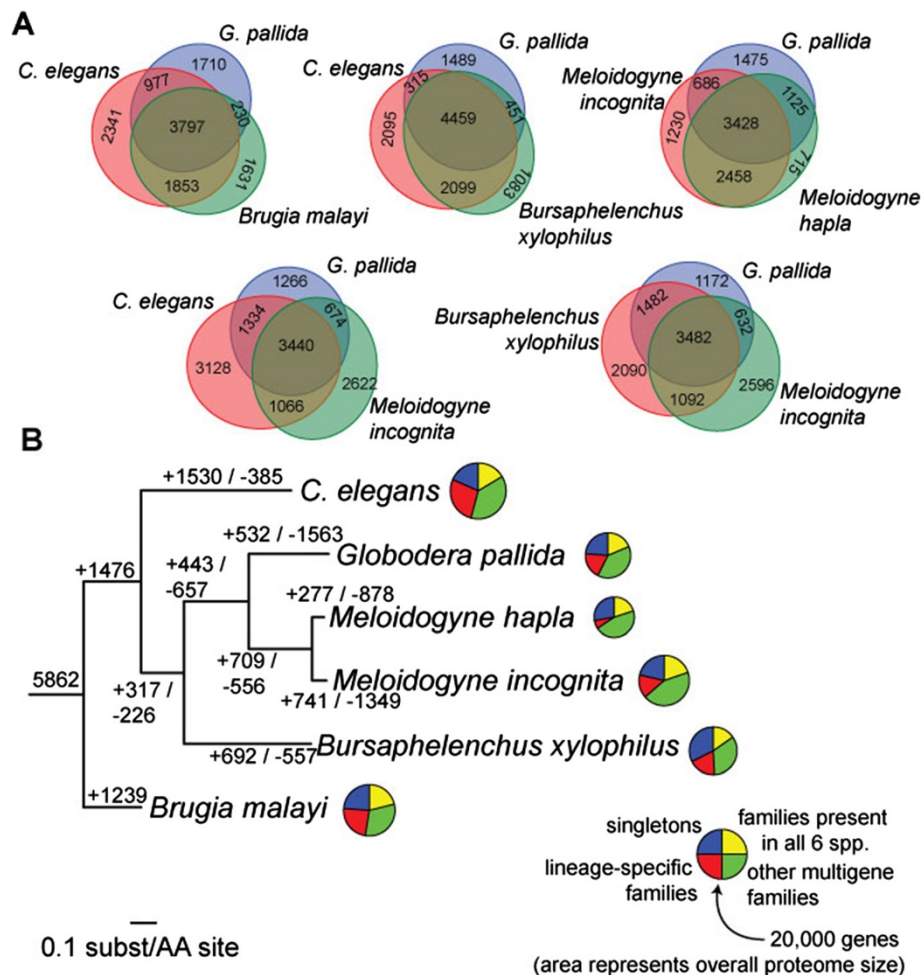 A
G. pallida
C. elegans
1710
977
2341
3797
230
1853
1631
Brugia malayi
G. pallida
C. elegans
1489
315
2095
4459
451
2099
1083
Bursaphelenchus
xylophilus
G. pallida
Meloidogyne
incognita
1475
686
1125
1230
3428
2458
715
Meloidogyne
hapla
G. pallida
C. elegans
1266
1334
674
3440
3128
2622
1066
Meloidogyne
incognita
G. pallida
Bursaphelenchus
xylophilus
1172
1482
632
3482
2090
2596
1092
Meloidogyne
incognita
B
+1530 / -385
C. elegans
+532 / -1563
Globodera pallida
+1476
+443 /
-657
+277 / -878
Meloidogyne hapla
5862
+709 /
-556
Meloidogyne incognita
+741 / -1349
+317 /
-226
Bursaphelenchus xylophilus
+692 / -557
+1239
Brugia malayi
singletons
families present
in all 6 spp.
lineage-specific
families
other multigene
families
0.1 subst/AA site
20,000 genes
(area represents overall proteome size)